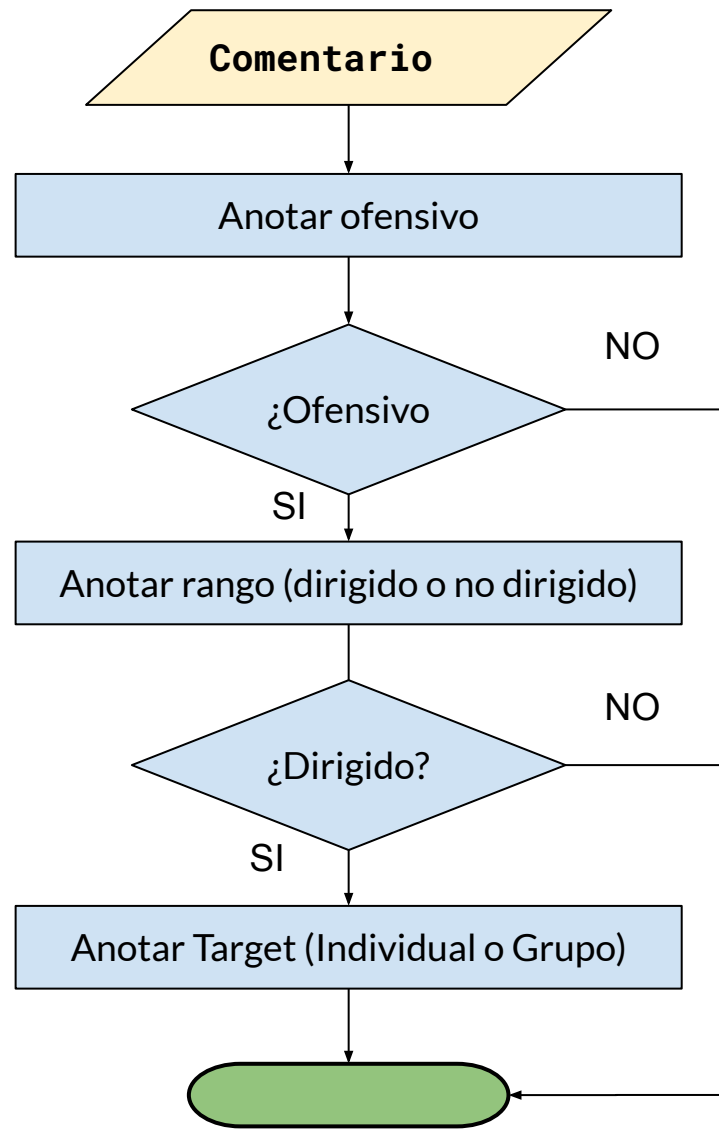 Comentario
Anotar ofensivo
NO
¿Ofensivo
SI
Anotar rango (dirigido o no dirigido)
NO
¿Dirigido?
SI
Anotar Target (Individual o Grupo)